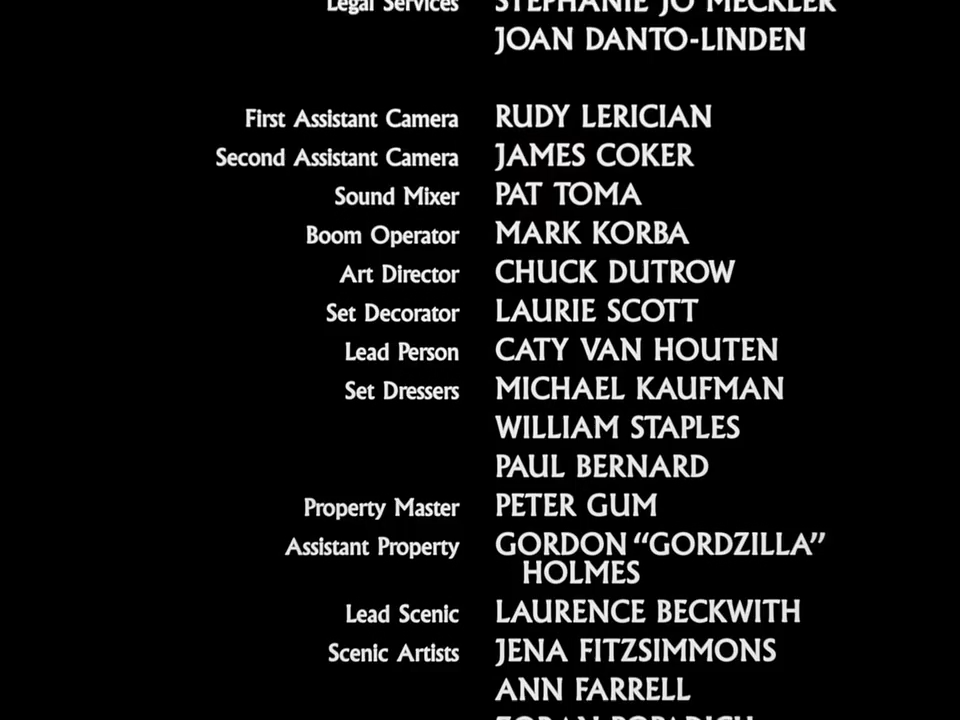 Legal Services STEPHANIE JO MECKLER
JOAN DANTO-LINDEN
First Assistant Camera RUDY LERICIAN
Second Assistant Camera JAMES COKER
Sound Mixer PAT TOMA
Boom Operator MARK KORBA
Art Director CHUCK DUTROW
Set Decorator LAURIE SCOTT
Lead Person CATY VAN HOUTEN
Set Dressers MICHAEL KAUFMAN
WILLIAM STAPLES
PAUL BERNARD
Property Master PETER GUM
Assistant Property GORDON “GORDZILLA”
HOLMES
Lead Scenic LAURENCE BECKWITH
Scenic Artists JENA FITZSIMMONS
ANN FARRELL